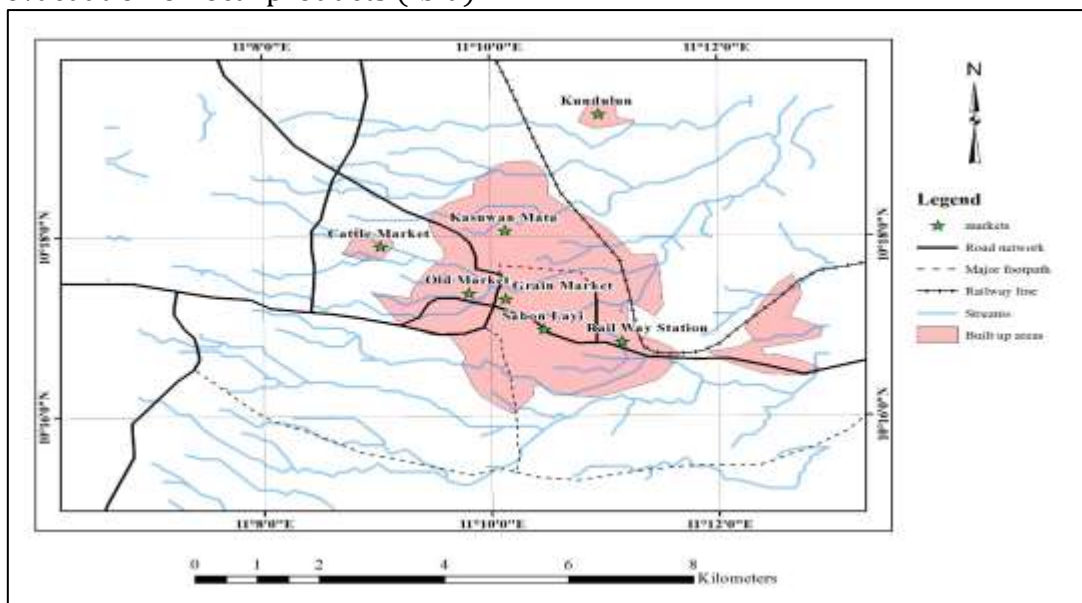 11°8'0"E 11°10'0"E 11°12'0"E
N
Kundulun
Legend
markets
Road network
Major footpath
Railway line
Streams
Built up areas
Kasuwan Mata
Cattle Market
10°18'0"N 10°18'0"N
Old Market Grain Market
Sabon Layi
Rail Way Station
10°16'0"N 10°16'0"N
11°8'0"E 11°10'0"E 11°12'0"E
0 1 2 4 6 8
Kilometers